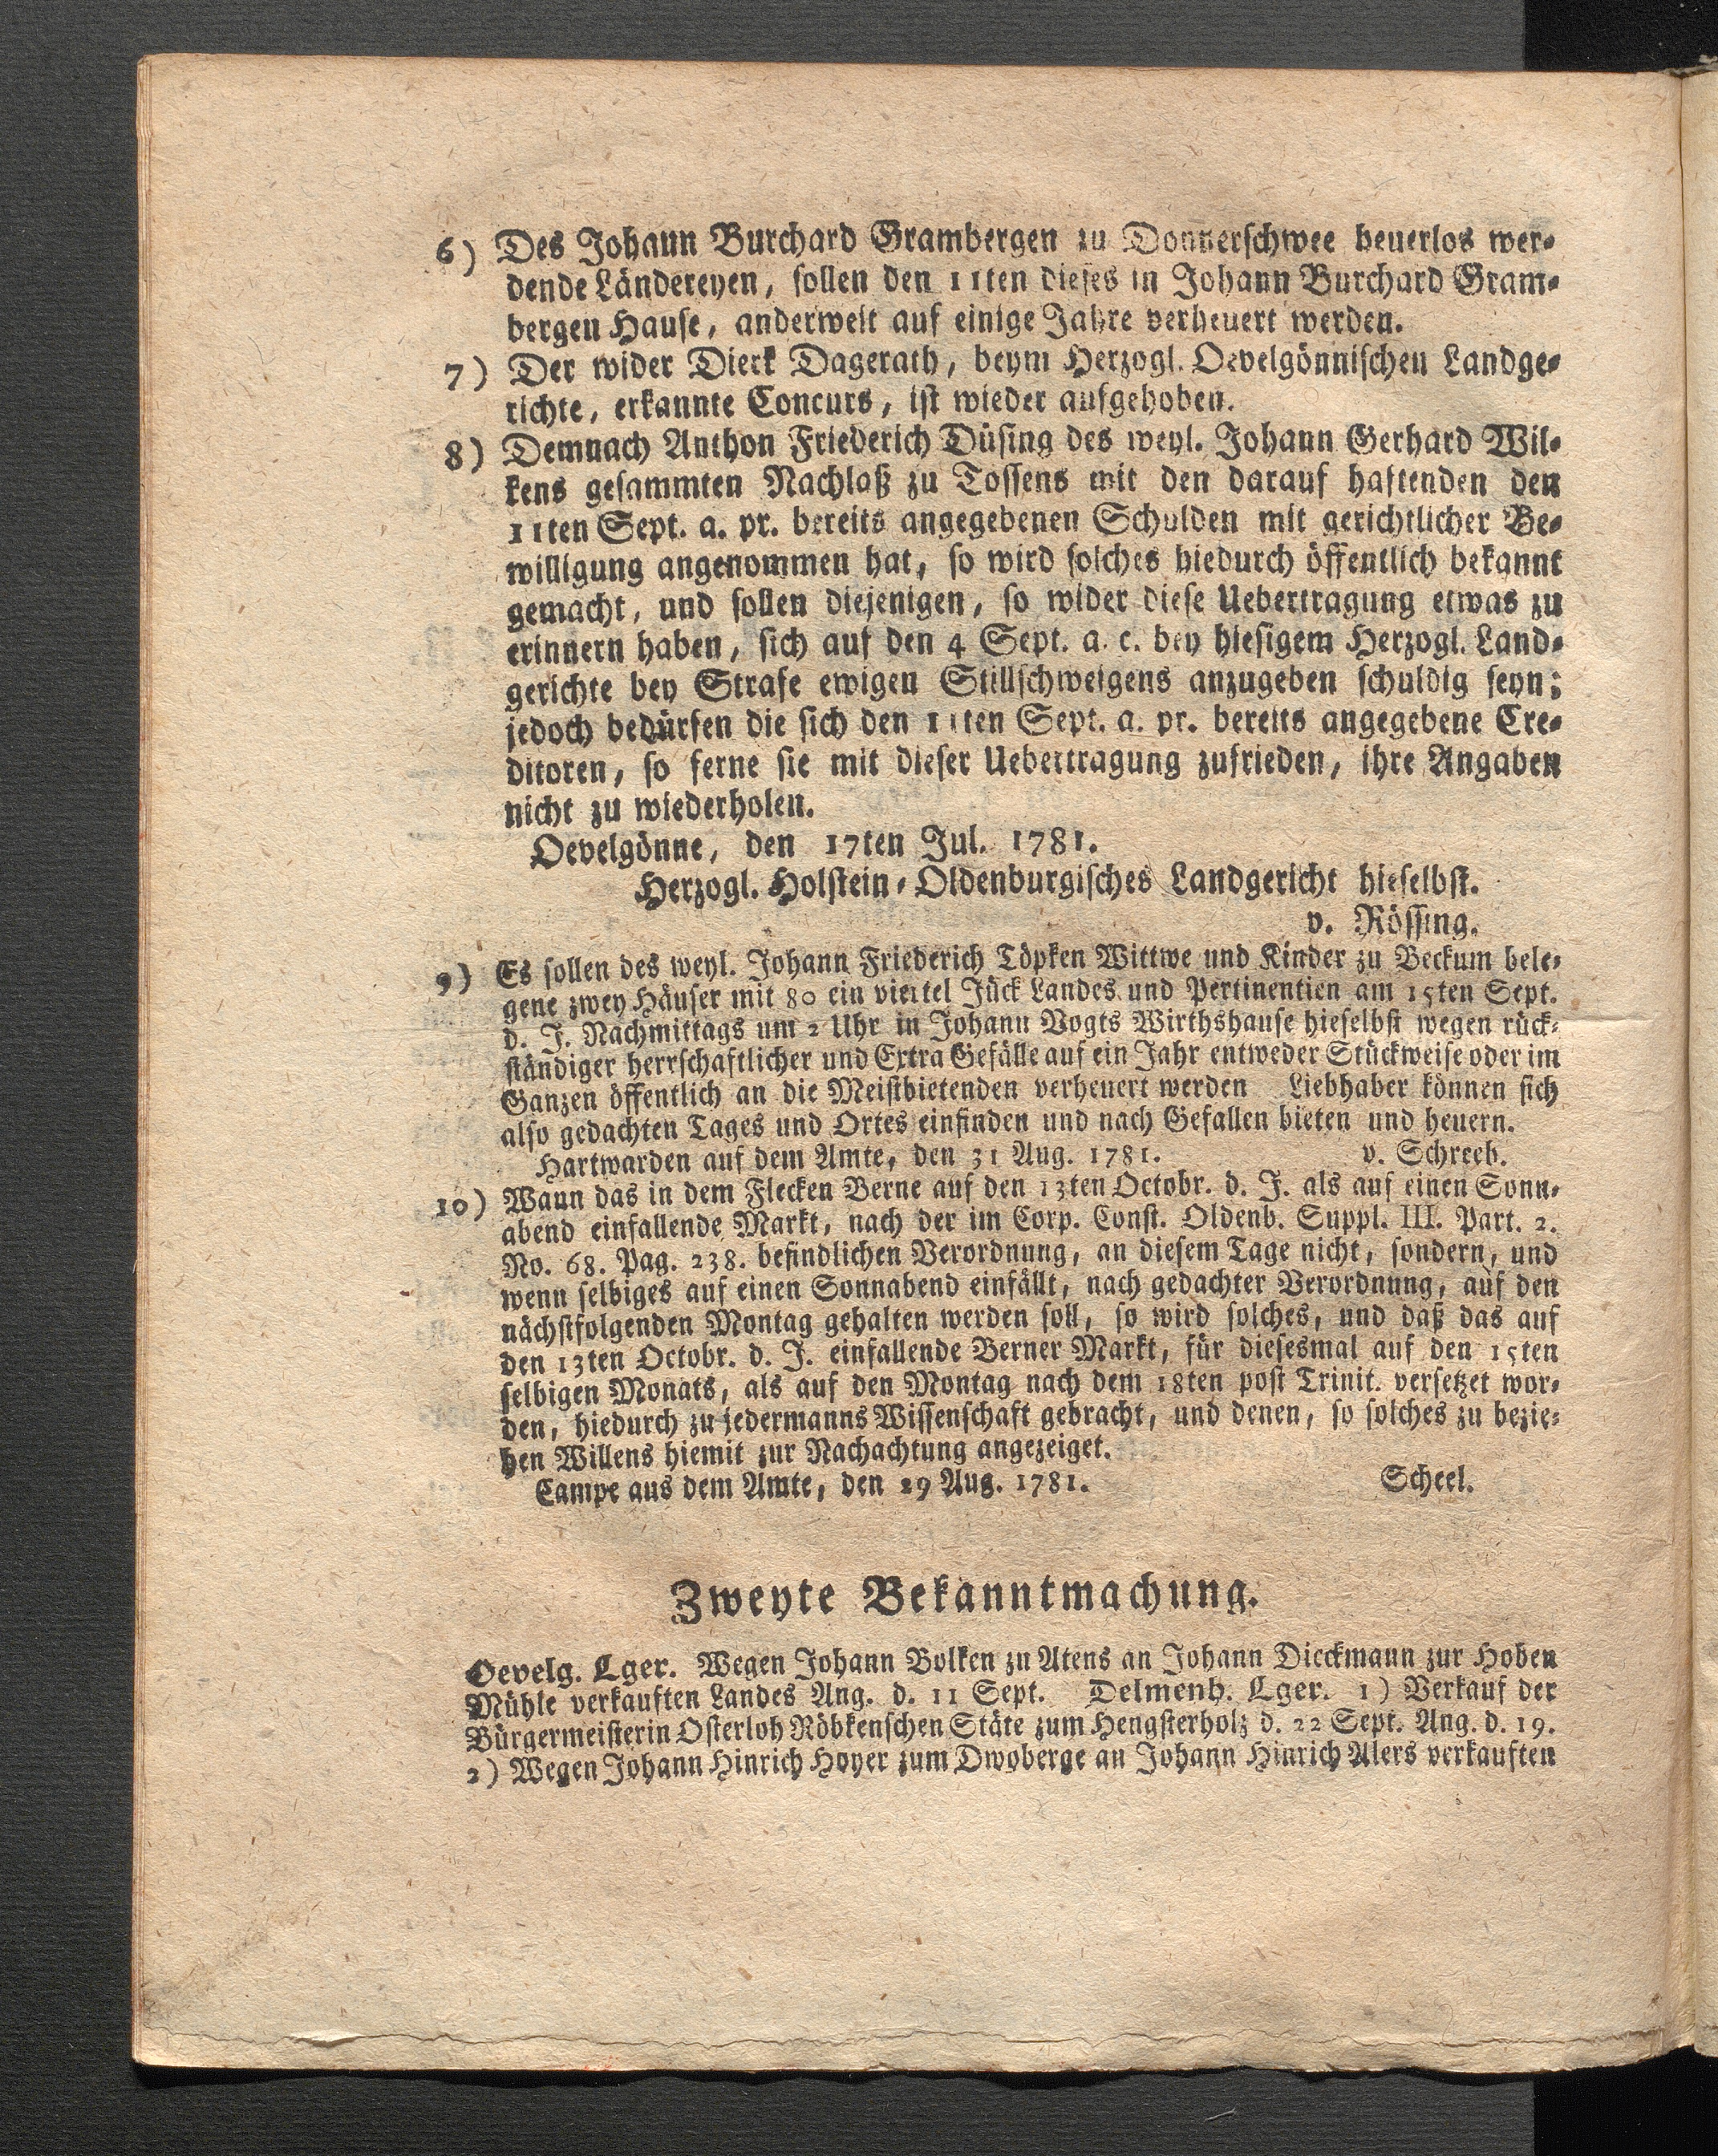 6) Des Johann Burchard Grambergen zu Donnerschwee heuerlos wer-
dende Ländereyen, sollen den 11ten dieses in Johann Burchard Gram-
bergen Hause, anderweit auf einige Jahre verheuert werden.
7) Der wider Dierk Dagerath, beym Herzogl. Oevelgönnischen Landge-
richte, erkannte Concurs, ist wieder aufgehoben.
8) Demnach Anthon Friederich Düsing des weyl. Johann Gerhard Wil-
kens gesammten Nachlaß zu Tossens mit den darauf haftenden den
11ten Sept. a. pr. bereits angegebenen Schulden mit gerichtlicher Be-
willigung angenommen hat, so wird solches hiedurch öffentlich bekannt
gemacht, und sollen diejenigen, so wider diese Uebertragung etwas zu
erinnern haben, sich auf den 4 Sept. a. c. bey hiesigem Herzogl. Land-
gerichte bey Strafe ewigen Stillschweigens anzugeben schuldig seyn;
jedoch bedürfen die sich den 11ten Sept. a. pr. bereits angegebene Cre-
ditoren, so ferne sie mit dieser Uebertragung zufrieden, ihre Angaben
nicht zu wiederholen.
Oevelgönne, den 17ten Jul. 1781.
Herzogl. Holstein-Oldenburgisches Landgericht hieselbst.
v. Rössing.
9) Es sollen des weyl. Johann Friederich Töpken Wittwe und Kinder zu Beckum bele-
gene zwey Häuser mit 80 ein viertel Jück Landes und Pertinentien am 15ten Sept.
d. J. Nachmittags um 2 Uhr in Johann Vogts Wirthshause hieselbst wegen rück-
ständiger herrschaftlicher und Extra Gefälle auf ein Jahr entweder Stückweise oder im
Ganzen öffentlich an die Meistbietenden verheuert werden Liebhaber können sich
also gedachten Tages und Ortes einfinden und nach Gefallen bieten und heuern.
Hartwarden auf dem Amte, den 31 Aug. 1781. v. Schreeb.
10) Wann das in dem Flecken Berne auf den 13ten Octobr. d. J. als auf einen Sonn-
abend einfallende Markt, nach der im Corp. Const. Oldenb. Suppl. III. Part. 2.
No. 68. Pag. 238. befindlichen Verordnung, an diesem Tage nicht, sondern, und
wenn selbiges auf einen Sonnabend einfällt, nach gedachter Verordnung, auf den
nächstfolgenden Montag gehalten werden soll, so wird solches, und daß das auf
den 13ten Octobr. d. J. einfallende Berner Markt, für diesesmal auf den 15ten
selbigen Monats, als auf den Montag nach dem 18ten post Trinit. versetzet wor-
den, hiedurch zu jedermanns Wissenschaft gebracht, und denen, so solches zu bezie-
hen Willens hiemit zur Nachachtung angezeiget.
Campe aus dem Amte, den 29 Aug. 1781. Scheel.
Zweyte Bekanntmachung.
Oevelg. Lger. Wegen Johann Bolken zu Atens an Johann Dieckmann zur Hohen
Mühle verkauften Landes Ang. d. 11 Sept. Delmenh. Lger. 1) Verkauf der
Bürgermeisterin Osterloh Röbkenschen Stäte zum Hengsterholz d. 22 Sept. Ang. d. 19.
2) Wegen Johann Hinrich Hoyer zum Dwoberge an Johann Hinrich Alers verkauften